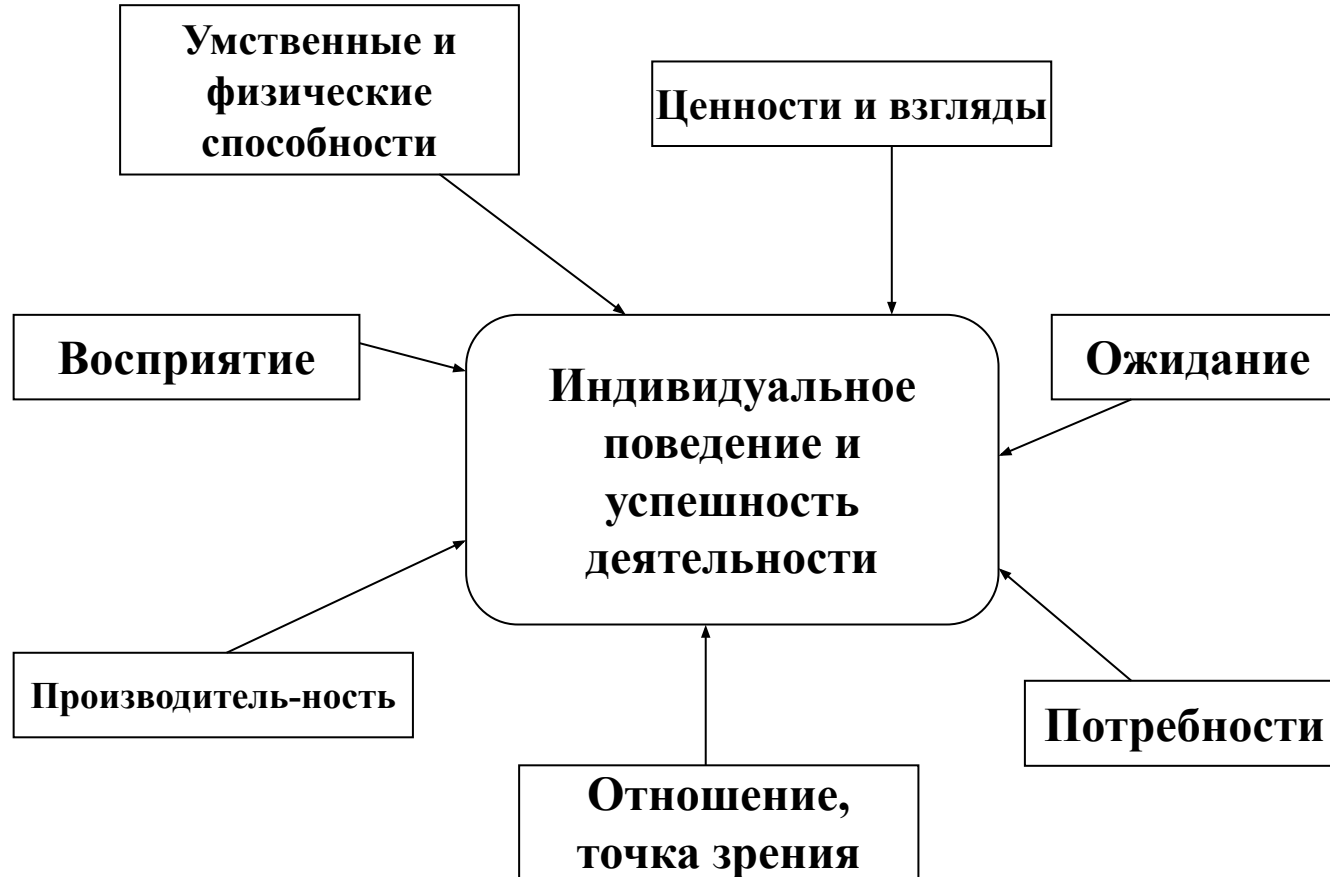 Умственные и
физические
способности
Ценности и взгляды
Восприятие
Ожидание
Индивидуальное
поведение и
успешность
деятельности
Производитель-ность
Потребности
Отношение,
точка зрения